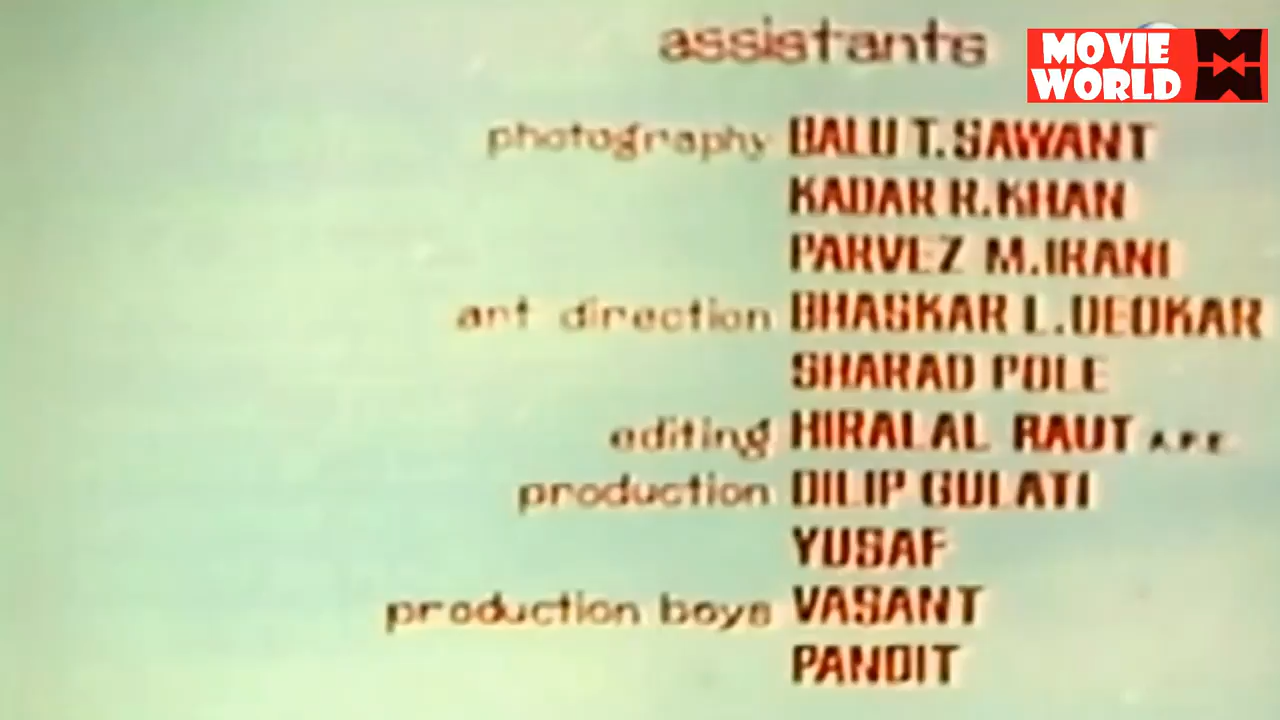 assistants
MOVIE
WORLD
photography BALU T. SAWANT
KADAR R. KHAN
PARVEZ M. IRANI
art direction BHASKAR L. DEOKAR
SHARAD POLE
editing HIRALAL RAUT A.F.E.
production DILIP GULATI
YUSAF
production boys VASANT
PANDIT